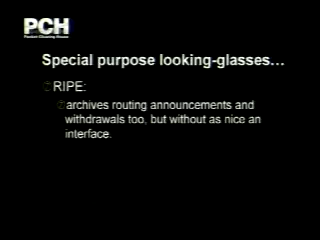 PCH
Packet Clearing House
Special purpose looking-glasses…
RIPE:
archives routing announcements and
withdrawals too, but without as nice an
interface.